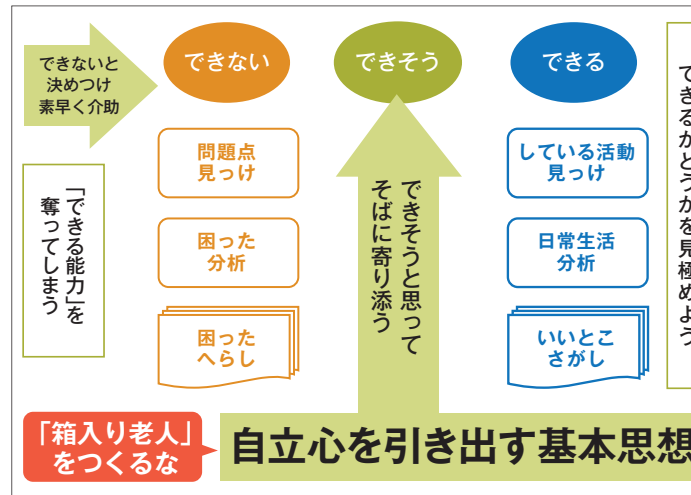 できないと
決めつけ
素早く介助
できない
できそう
できる
問題点
見っけ
困った
分析
困った
へらし
「できる能力」を
奪ってしまう
できそうと思って
そばに寄り添う
している活動
見っけ
日常生活
分析
いいとこ
さがし
できるかどうかを見極めよう
「箱入り老人」
をつくるな
自立心を引き出す基本思想